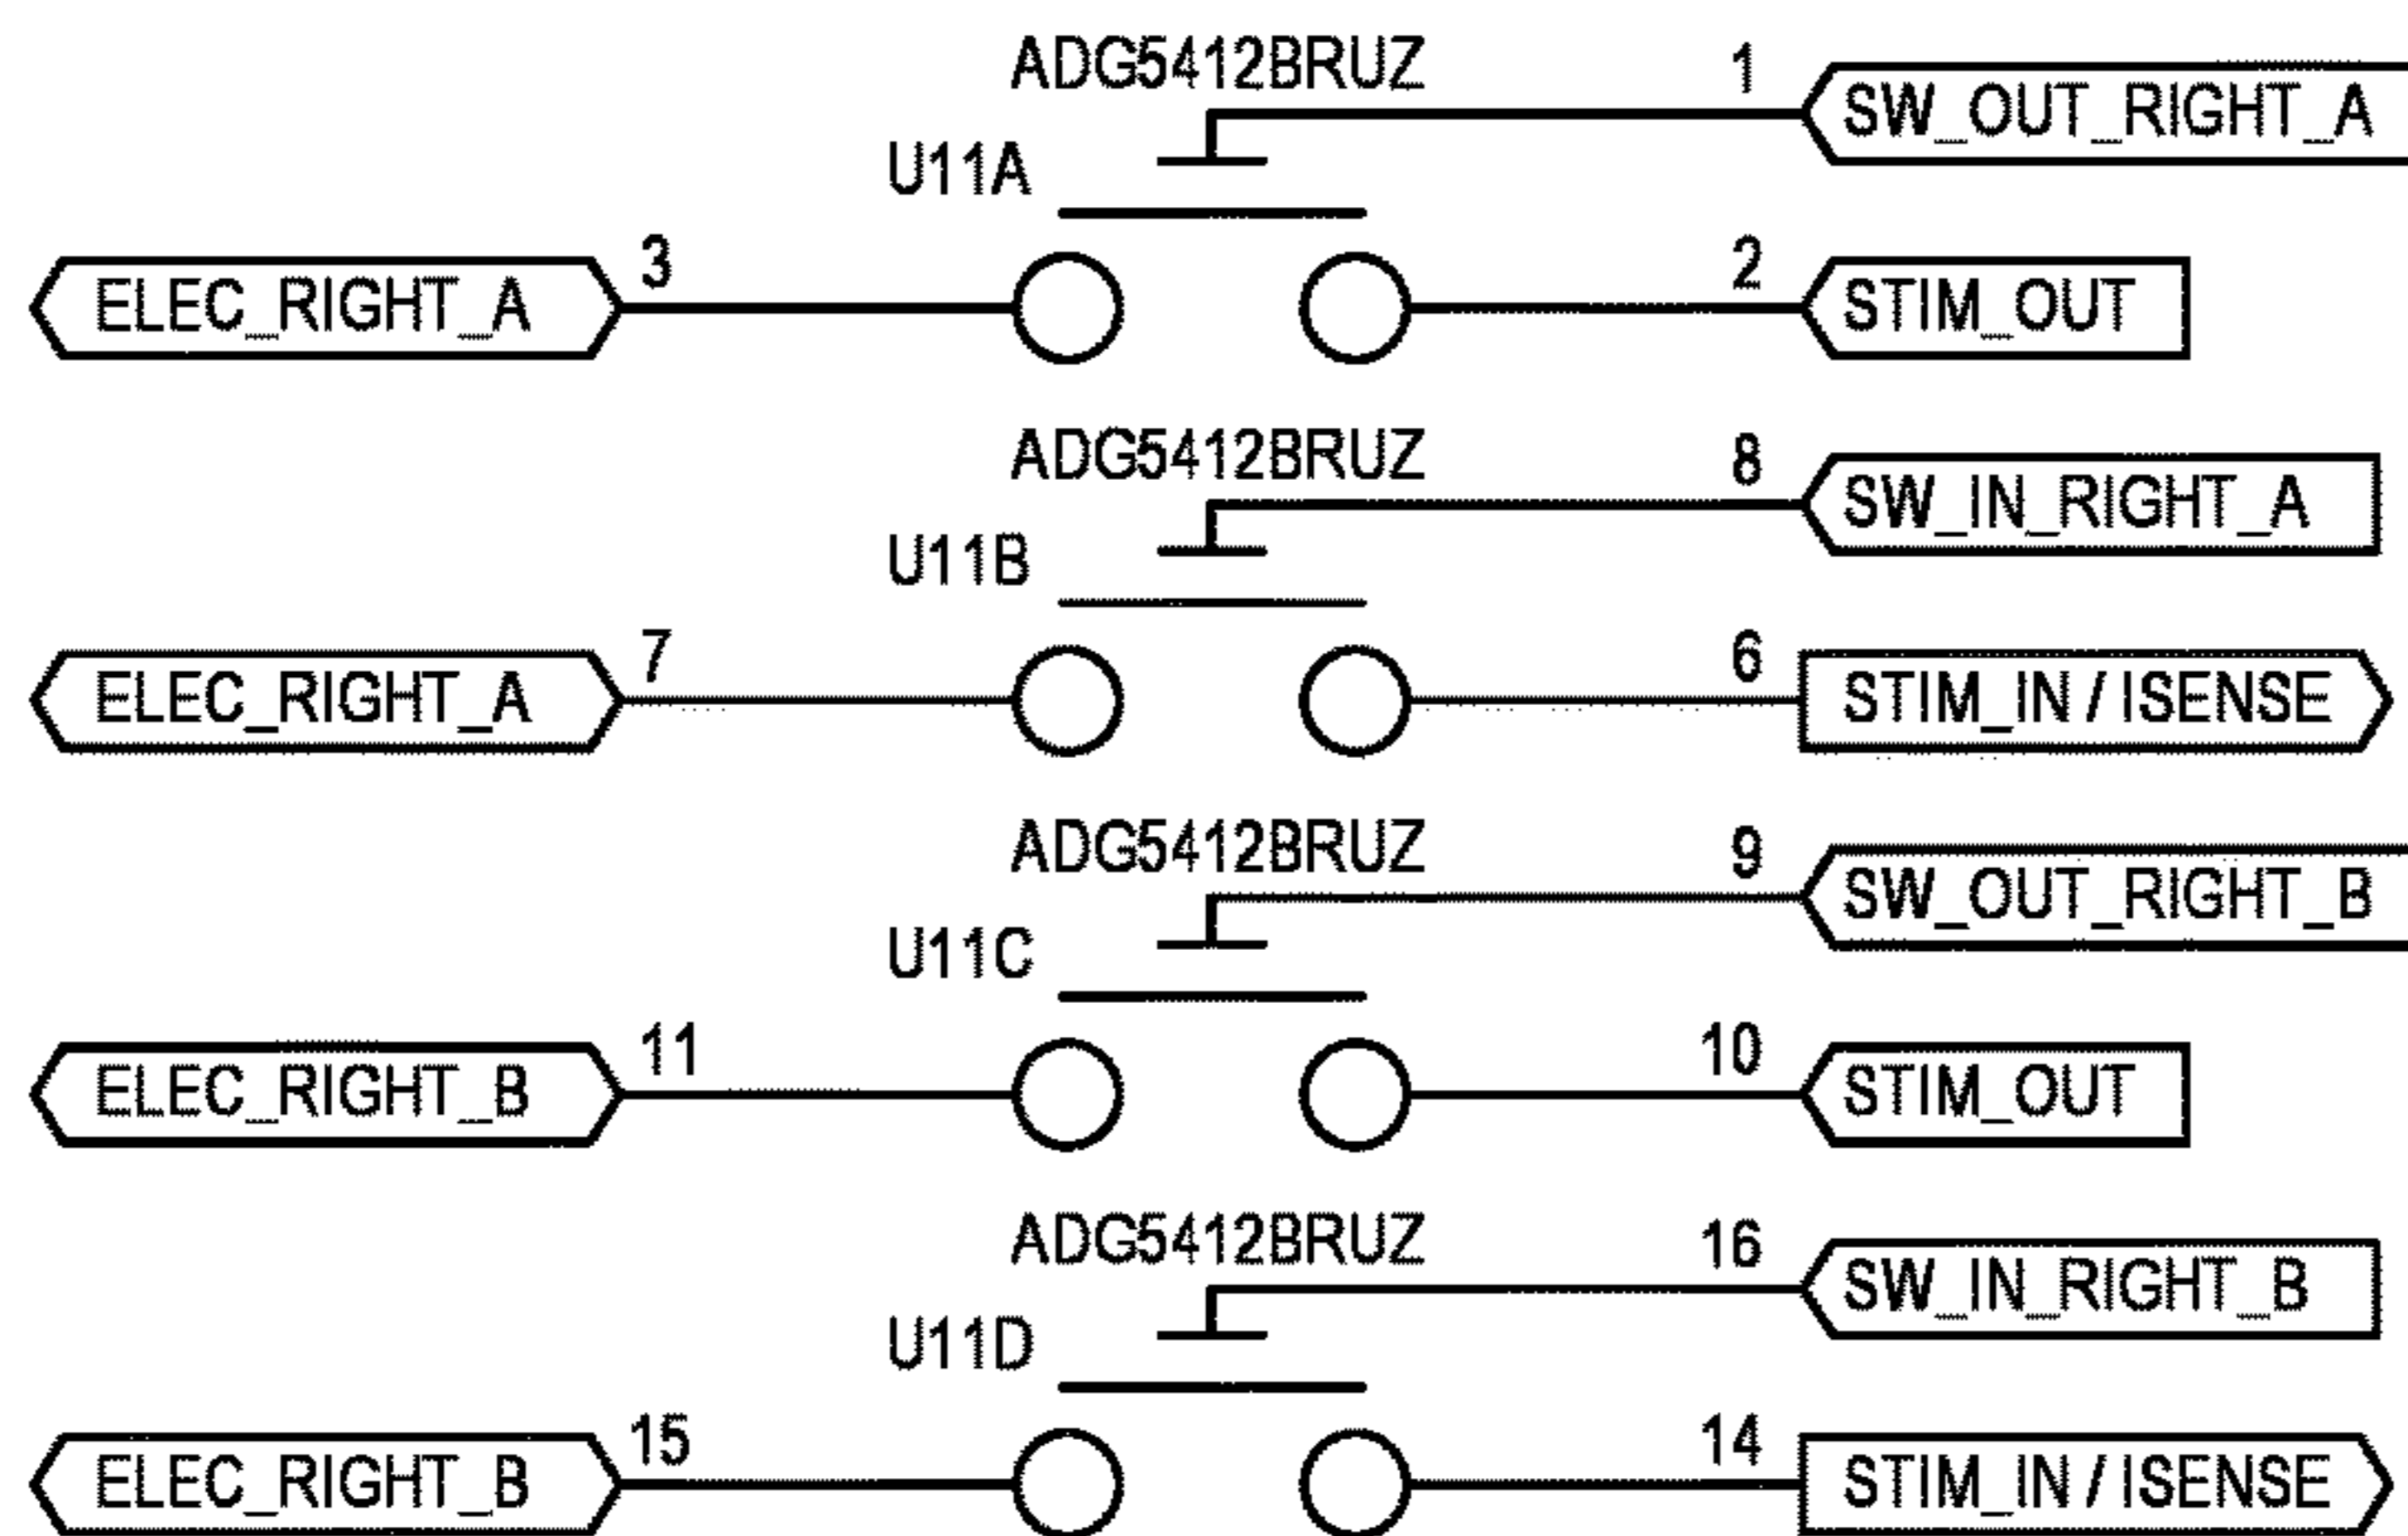 ADG5412BRUZ 1 SW_OUT_RIGHT_A
U11A
ELEC_RIGHT_A 3 2 STIM_OUT
ADG5412BRUZ 8 SW_IN_RIGHT_A
U11B
ELEC_RIGHT_A 7 6 STIM_IN / ISENSE
ADG5412BRUZ 9 SW_OUT_RIGHT_B
U11C
ELEC_RIGHT_B 11 10 STIM_OUT
ADG5412BRUZ 16 SW_IN_RIGHT_B
U11D
ELEC_RIGHT_B 15 14 STIM_IN / ISENSE